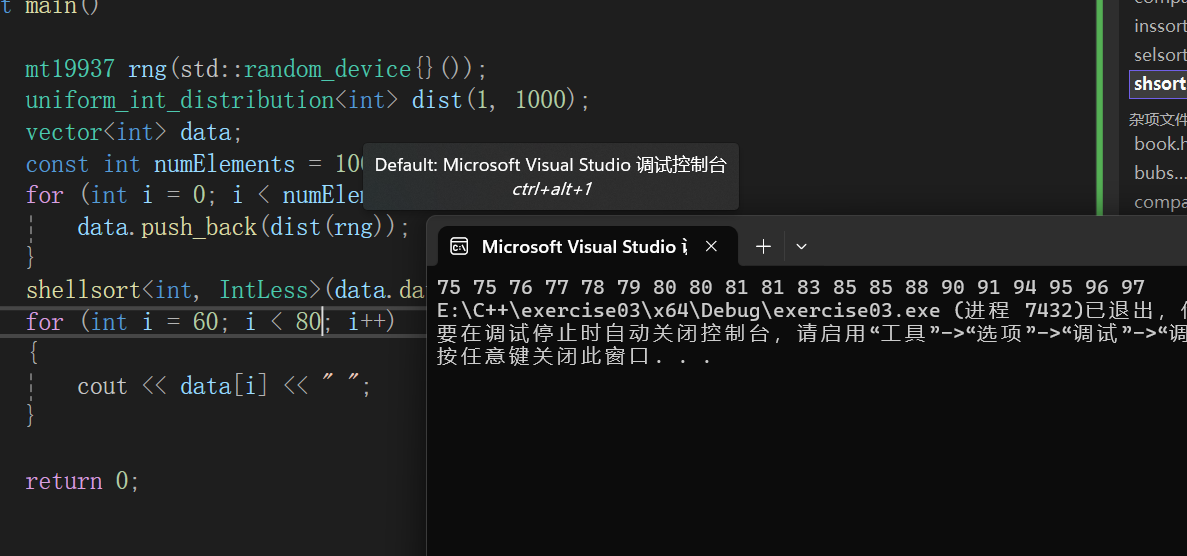 main()
mt19937 rng(std::random_device{}());
uniform_int_distribution<int> dist(1, 1000);
vector<int> data;
const int numElements = 100
for (int i = 0; i < numElem
data.push_back(dist(rng));
}
shellsort<int, IntLess>(data.da
for (int i = 60; i < 80; i++)
{
cout << data[i] << " ";
}
return 0;
Default: Microsoft Visual Studio 调试控制台
ctrl+alt+1
Microsoft Visual Studio
75 75 76 77 78 79 80 80 81 81 83 85 85 88 90 91 94 95 96 97
E:\C++\exercise03\x64\Debug\exercise03.exe (进程 7432)已退出，
要在调试停止时自动关闭控制台，请启用“工具”->“选项”->“调试”->“调
按任意键关闭此窗口. . .
inssort
selsort
shsort
杂项文件
book.h
bubs...
compa